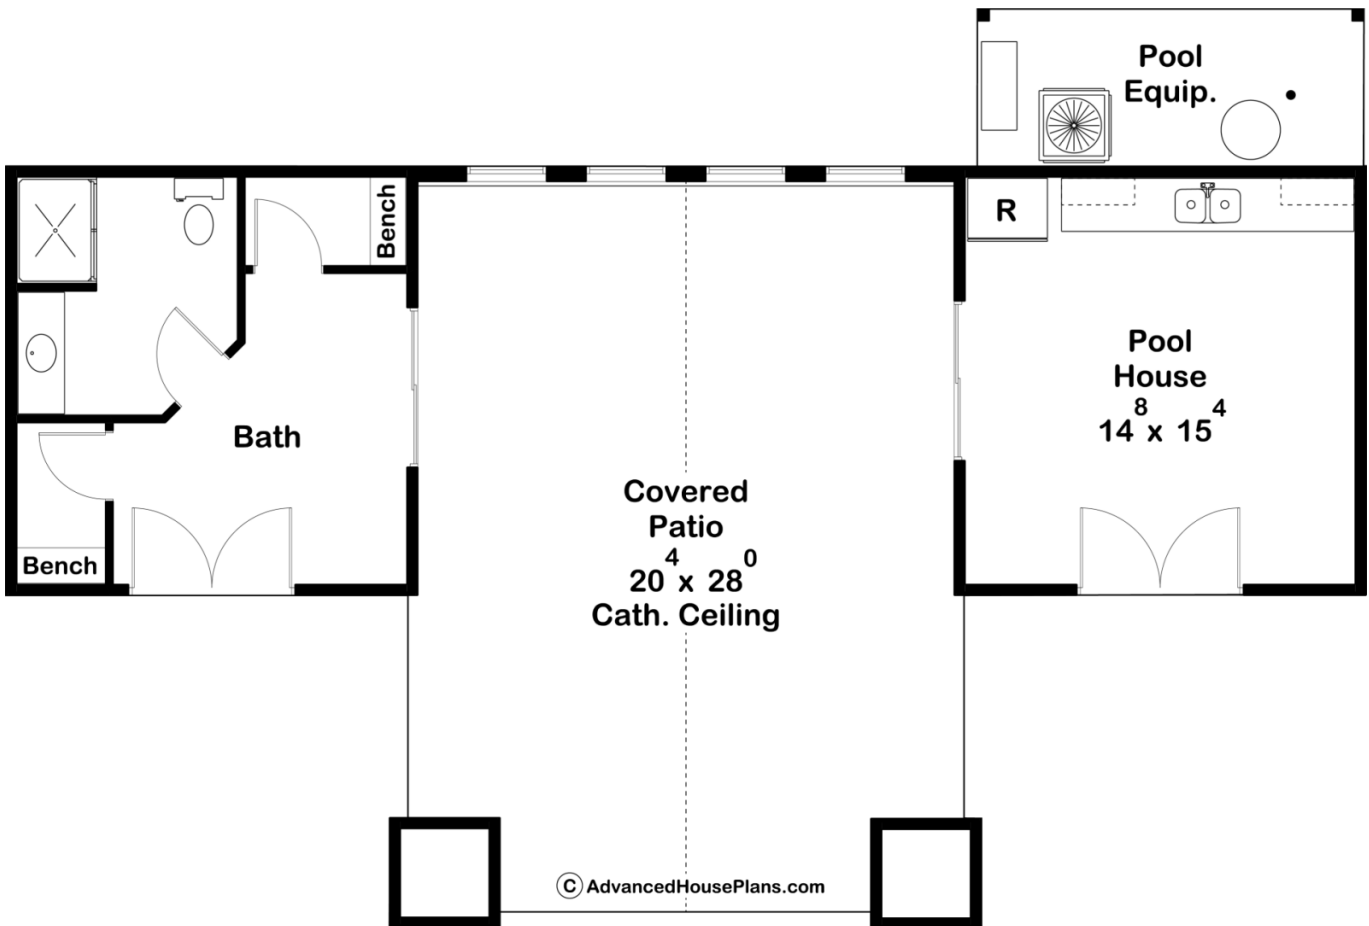 Pool
Equip.
R
Bench
Pool
House
14⁸ x 15⁴
Bath
Covered
Patio
20⁴ x 28⁰
Cath. Ceiling
Bench
© AdvancedHousePlans.com